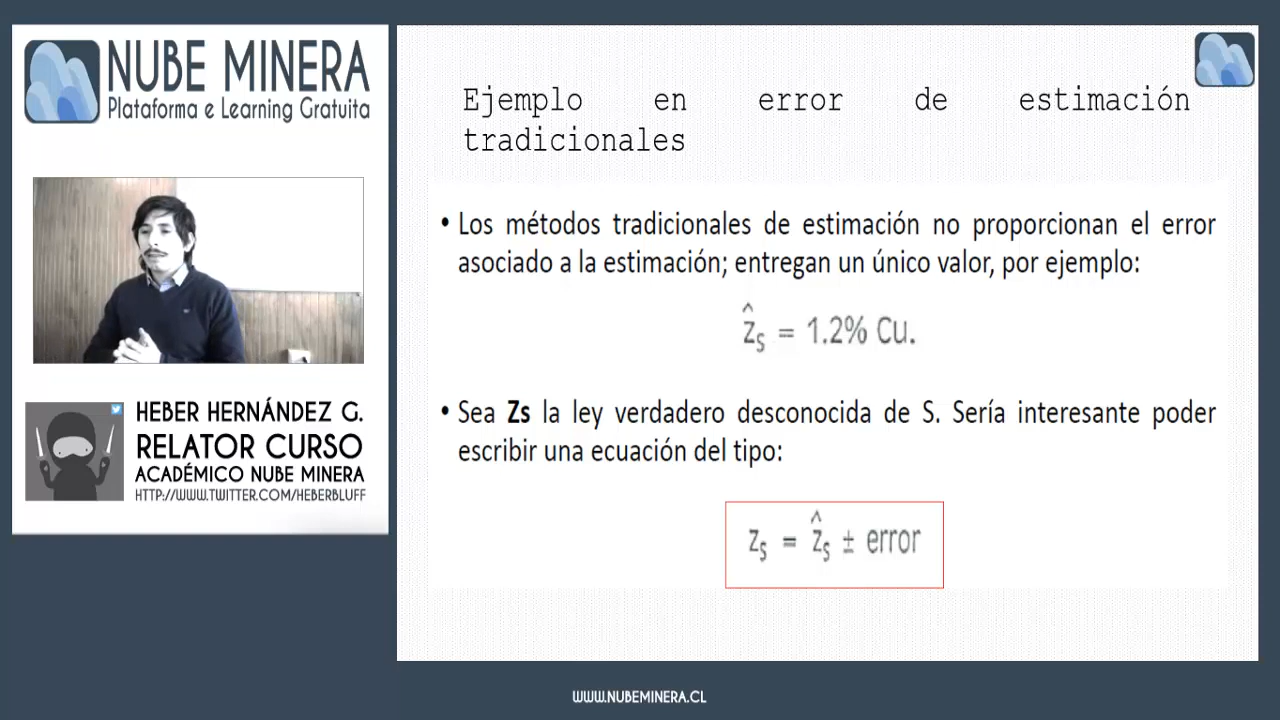 NUBE MINERA
Plataforma e Learning Gratuita
HEBER HERNÁNDEZ G.
RELATOR CURSO
ACADÉMICO NUBE MINERA
HTTP://WWW.TWITTER.COM/HEBERBLUFF
Ejemplo en error de estimación
tradicionales
• Los métodos tradicionales de estimación no proporcionan el error
asociado a la estimación; entregan un único valor, por ejemplo:
ẑ_S = 1.2% Cu.
• Sea Zs la ley verdadero desconocida de S. Sería interesante poder
escribir una ecuación del tipo:
z_S = ẑ_S ± error
WWW.NUBEMINERA.CL